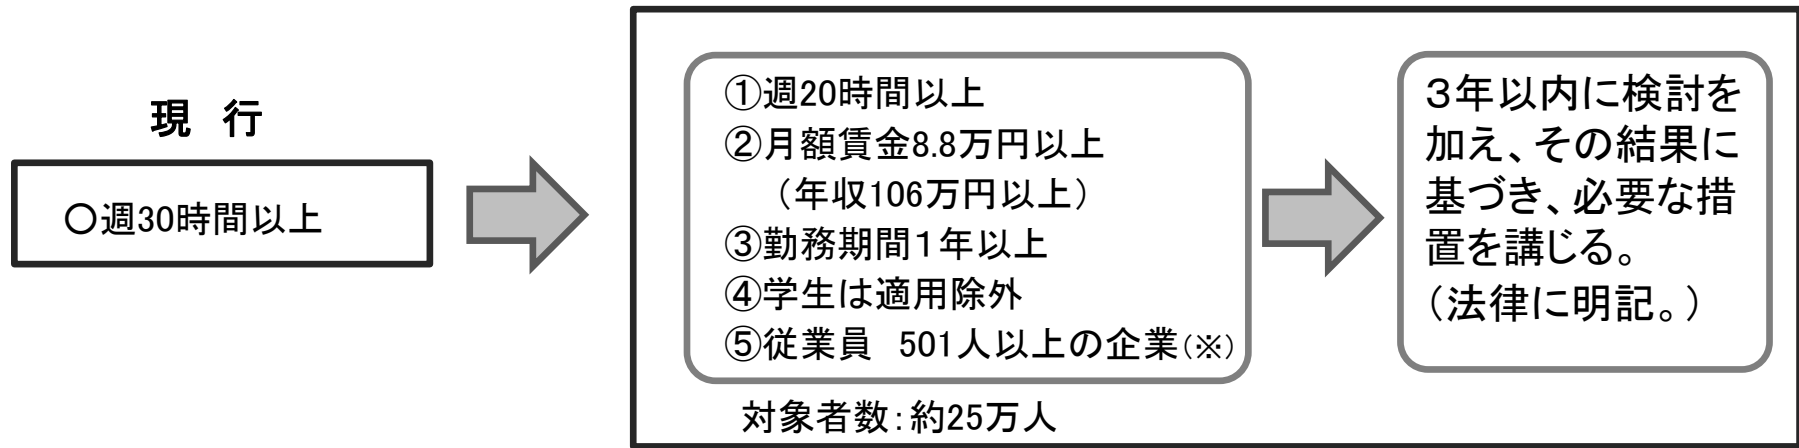 現　行
〇週30時間以上
①週20時間以上
②月額賃金8.8万円以上
（年収106万円以上）
③勤務期間１年以上
④学生は適用除外
⑤従業員　501人以上の企業(※)
対象者数：約25万人
３年以内に検討を
加え、その結果に
基づき、必要な措
置を講じる。
（法律に明記。）